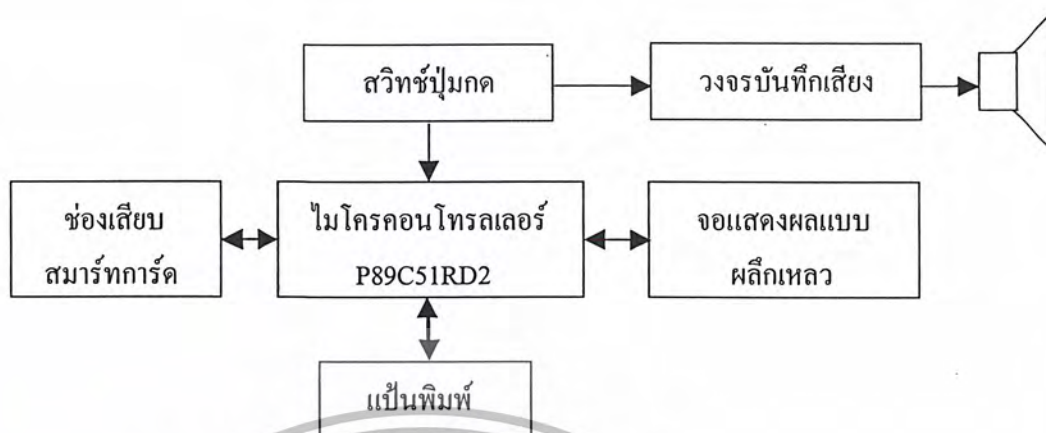 สวิทช์ปุ่มกด
วงจรบันทึกเสียง
ช่องเสียบ
สมาร์ทการ์ด
ไมโครคอนโทรลเลอร์
P89C51RD2
จอแสดงผลแบบ
ผลึกเหลว
แป้นพิมพ์